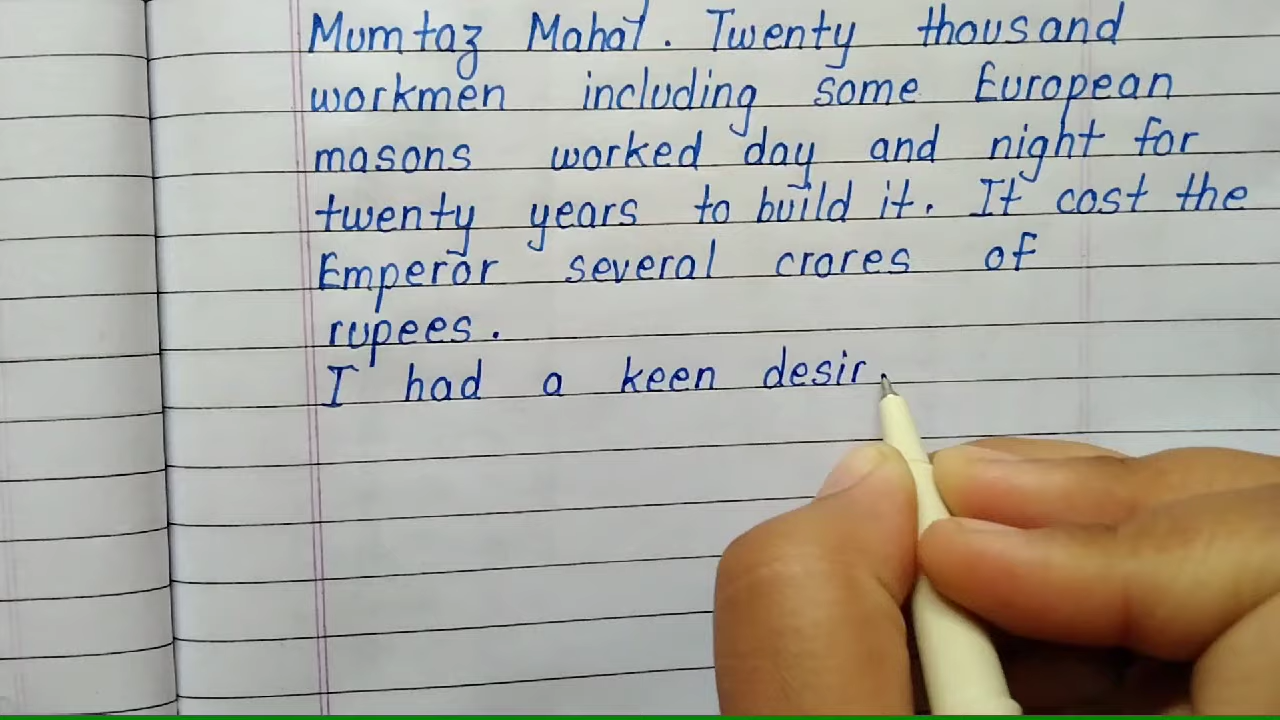 Mumtaz Mahal. Twenty thousand
workmen including some European
masons worked day and night for
twenty years to build it. It cost the
Emperor several crores of
rupees.
I had a keen desir